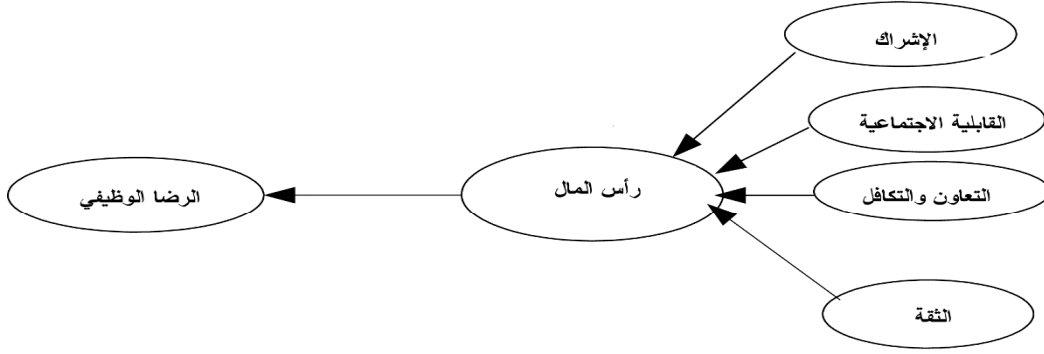 الإشراك
القابلية الاجتماعية
التعاون والتكافل
الثقة
رأس المال
الرضا الوظيفي